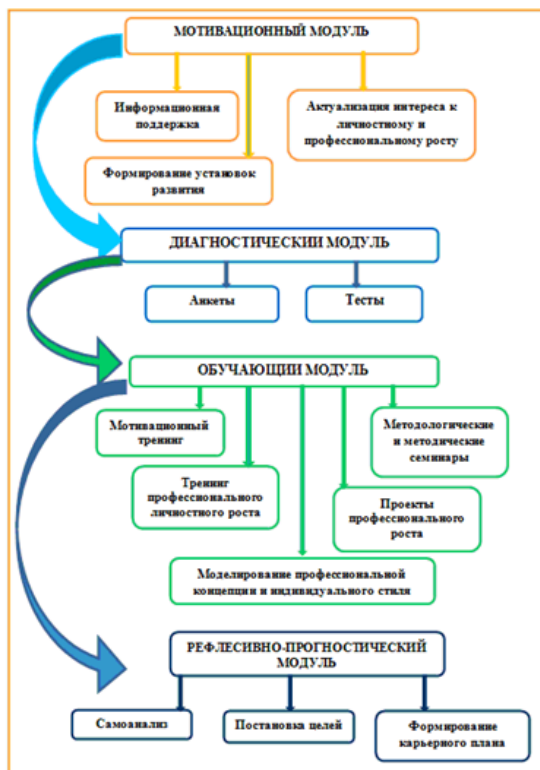 МОТИВАЦИОННЫЙ МОДУЛЬ
Информационная
поддержка
Актуализация интереса к
личностному и
профессиональному росту
Формирование установок
развития
ДИАГНОСТИЧЕСКИЙ МОДУЛЬ
Анкеты
Тесты
ОБУЧАЮЩИЙ МОДУЛЬ
Мотивационный
тренинг
Методологические
и методические
семинары
Тренинг
профессионального
личностного роста
Проекты
профессионального
роста
Моделирование профессиональной
концепции и индивидуального стиля
РЕФЛЕСИВНО-ПРОГНОСТИЧЕСКИЙ
МОДУЛЬ
Самоанализ
Постановка целей
Формирование
карьерного плана